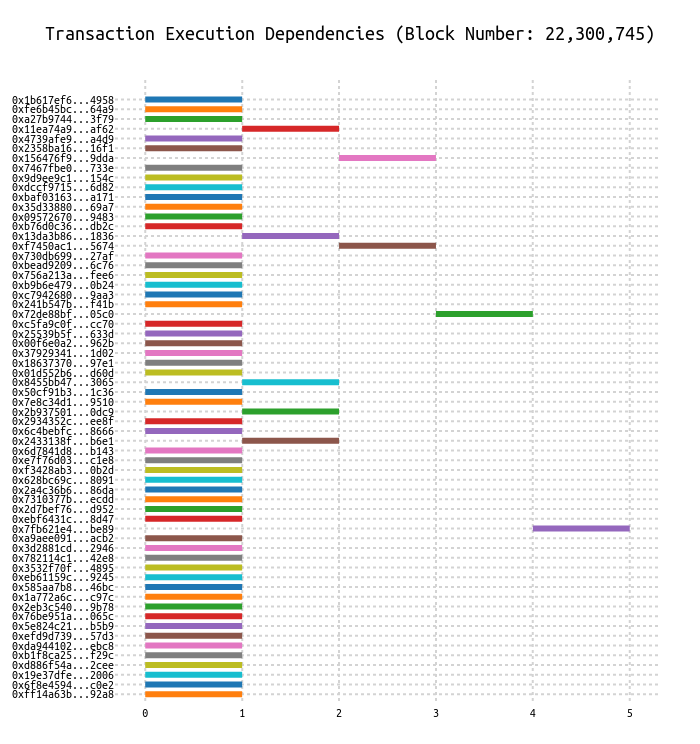 Transaction Execution Dependencies (Block Number: 22,300,745)
0x1b617ef6...4958
0xfe6b45bc...64a9
0xa27b9744...3f79
0x11ea74a9...af62
0x4739afe9...a4d9
0x2358ba16...16f1
0x156476f9...9dda
0x7467fbe0...733e
0x9d9ee9c1...154c
0xdccf9715...6d82
0xbaf03163...a171
0x35d33880...69a7
0x09572670...9483
0xb76d0c36...db2c
0x13da3b86...1836
0xf7450ac1...5674
0x730db699...27af
0xbead9209...6c76
0x756a213a...fee6
0xb9b6e479...0b24
0xc7942680...9aa3
0x241b547b...f41b
0x72de88bf...05c0
0xc5fa9c0f...cc70
0x25539b5f...633d
0x00f6e0a2...962b
0x37929341...1d02
0x18637370...97e1
0x01d552b6...d60d
0x8455bb47...3065
0x50cf91b3...1c36
0x7e8c34d1...9510
0x2b937501...0dc9
0x2934352c...ee8f
0x6c4bebfc...8666
0x2433138f...b6e1
0x6d7841d8...b143
0xe7f76d03...c1e8
0xf3428ab3...0b2d
0x628bc69c...8091
0x2a4c36b6...86da
0x7310377b...ecdd
0x2d7bef76...d952
0xebf6431c...8d47
0x7fb621e4...be89
0xa9aee091...acb2
0x3d2881cd...2946
0x782114c1...42e8
0x3532f70f...4895
0xeb61159c...9245
0x585aa7b8...46bc
0x1a772a6c...c97c
0x2eb3c540...9b78
0x76be951a...065c
0x5e824c21...b5b9
0xefd9d739...57d3
0xda944102...ebc8
0xb1f8ca25...f29c
0xd886f54a...2cee
0x19e37dfe...2006
0x6f8e4594...c0e2
0xff14a63b...92a8
0 1 2 3 4 5